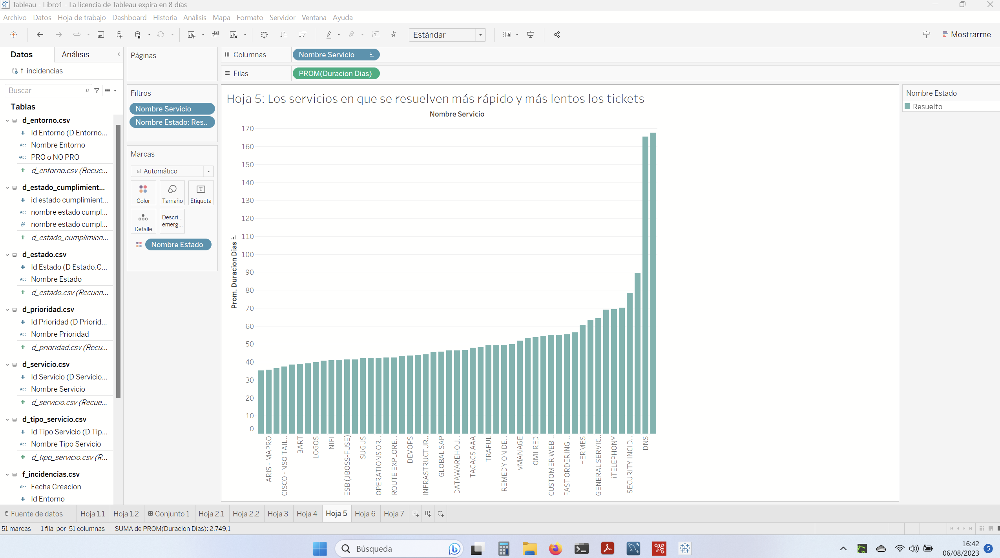 Tableau - Libro1 - La licencia de Tableau expira en 8 días
Archivo Datos Hoja de trabajo Dashboard Historia Análisis Mapa Formato Servidor Ventana Ayuda
Estándar
Mostrarme
Datos
Análisis
f_incidencias
Buscar
Tablas
d_entorno.csv
Id Entorno (D Entorno...
Abc Nombre Entorno
=Abc PRO o NO PRO
d_entorno.csv (Recue...
d_estado_cumplimient...
id estado cumplimient...
Abc nombre estado cumpl...
nombre estado cumpl...
d_estado_cumplimien...
d_estado.csv
Id Estado (D Estado.C...
Abc Nombre Estado
d_estado.csv (Recuen...
d_prioridad.csv
Id Prioridad (D Priorid...
Abc Nombre Prioridad
d_prioridad.csv (Recu...
d_servicio.csv
Id Servicio (D Servicio...
Abc Nombre Servicio
d_servicio.csv (Recue...
d_tipo_servicio.csv
Id Tipo Servicio (D Tip...
Abc Nombre Tipo Servicio
d_tipo_servicio.csv (R...
f_incidencias.csv
Abc Fecha Creacion
Id Entorno
Páginas
Filtros
Nombre Servicio
Nombre Estado: Res..
Marcas
Automático
Color
Tamaño
Etiqueta
Detalle
Descri...
emerg...
Nombre Estado
Columnas
Nombre Servicio
Filas
PROM(Duracion Dias)
Hoja 5: Los servicios en que se resuelven más rápido y más lentos los tickets
Nombre Servicio
Prom. Duracion Dias
170
160
150
140
130
120
110
100
90
80
70
60
50
40
30
20
10
0
ARIS - MAPRO
CISCO - NSO TAIL..
BART
LOGOS
NIFI
ESB (JBOSS-FUSE)
SUGUS
OPERATIONS OR..
ROUTE EXPLORE..
DEVOPS
INFRASTRUCTUR..
GLOBAL SAP
DATAWAREHOU..
TACACS AAA
TRAFUL
REMEDY ON DE..
vMANAGE
OMI RED
CUSTOMER WEB ..
FAST ORDERING ..
HERMES
GENERAL SERVIC..
iTELEPHONY
SECURITY INCID..
DNS
Nombre Estado
Resuelto
Fuente de datos
Hoja 1.1
Hoja 1.2
Conjunto 1
Hoja 2.1
Hoja 2.2
Hoja 3
Hoja 4
Hoja 5
Hoja 6
Hoja 7
51 marcas 1 fila por 51 columnas SUMA de PROM(Duracion Dias): 2.749,1
Búsqueda
16:42
06/08/2023
5